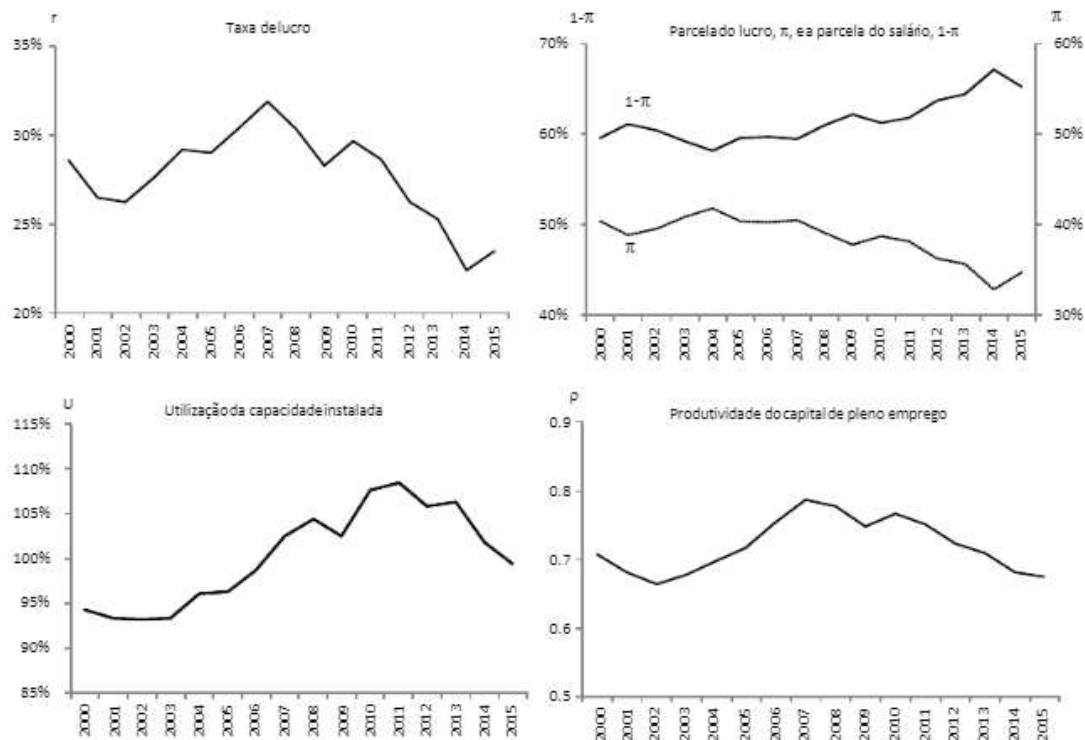 r
Taxa de lucro
35%
30%
25%
20%
2000 2001 2002 2003 2004 2005 2006 2007 2008 2009 2010 2011 2012 2013 2014 2015
1-π π
Parcela do lucro, π, e a parcela do salário, 1-π
70% 60%
1-π
60% 50%
50% 40%
π
40% 30%
2000 2001 2002 2003 2004 2005 2006 2007 2008 2009 2010 2011 2012 2013 2014 2015
U
Utilização da capacidade instalada
115%
110%
105%
100%
95%
90%
85%
2000 2001 2002 2003 2004 2005 2006 2007 2008 2009 2010 2011 2012 2013 2014 2015
ρ
Produtividade do capital de pleno emprego
0.9
0.8
0.7
0.6
0.5
2000 2001 2002 2003 2004 2005 2006 2007 2008 2009 2010 2011 2012 2013 2014 2015